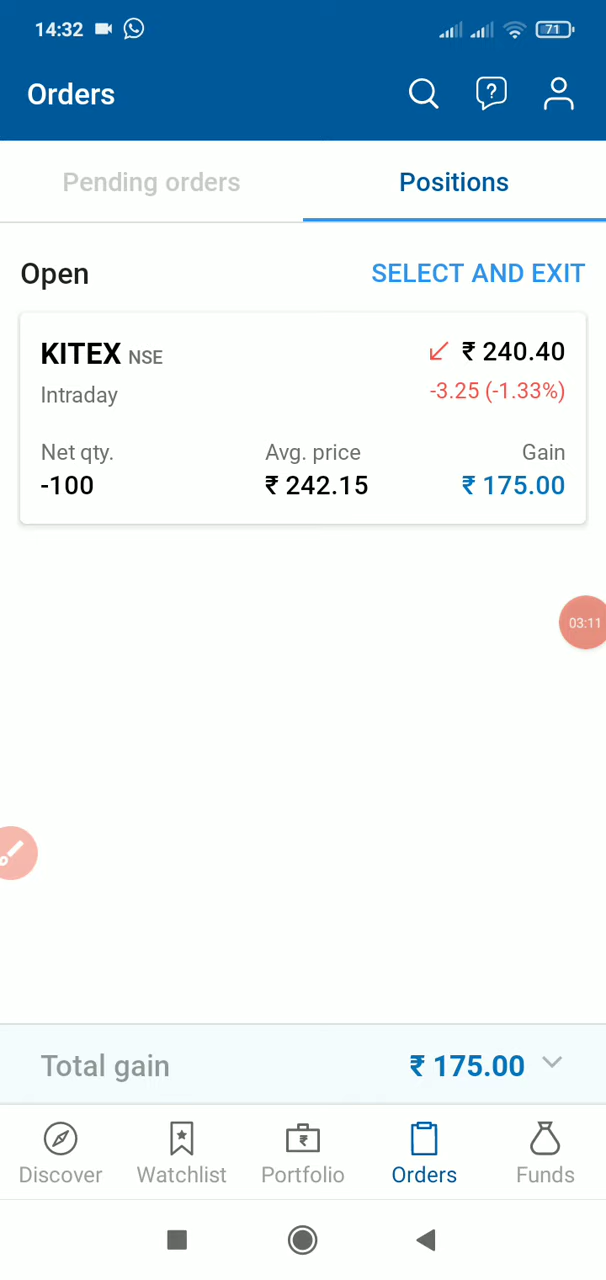 14:32 71
Orders
Pending orders Positions
Open SELECT AND EXIT
KITEX NSE ₹ 240.40
Intraday -3.25 (-1.33%)
Net qty. Avg. price Gain
-100 ₹ 242.15 ₹ 175.00
03:11
Total gain ₹ 175.00
Discover Watchlist Portfolio Orders Funds